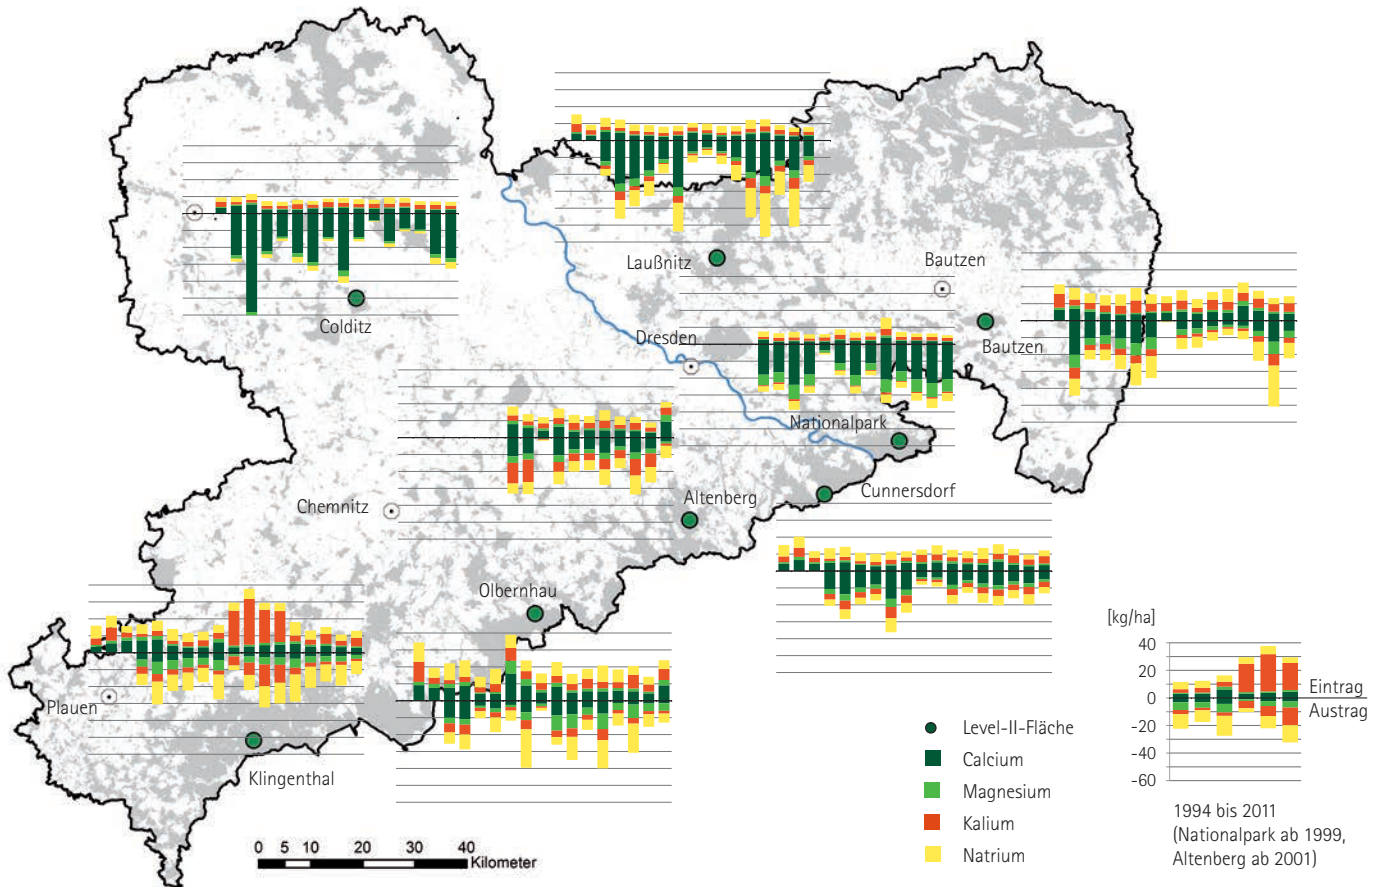 Laußnitz
Bautzen
Colditz
Dresden
Bautzen
Nationalpark
Chemnitz
Altenberg
Cunnersdorf
Olbernhau
Plauen
Klingenthal
0 5 10 20 30 40
Kilometer
Level-II-Fläche
Calcium
Magnesium
Kalium
Natrium
[kg/ha]
40
20
0
-20
-40
-60
Eintrag
Austrag
1994 bis 2011
(Nationalpark ab 1999,
Altenberg ab 2001)